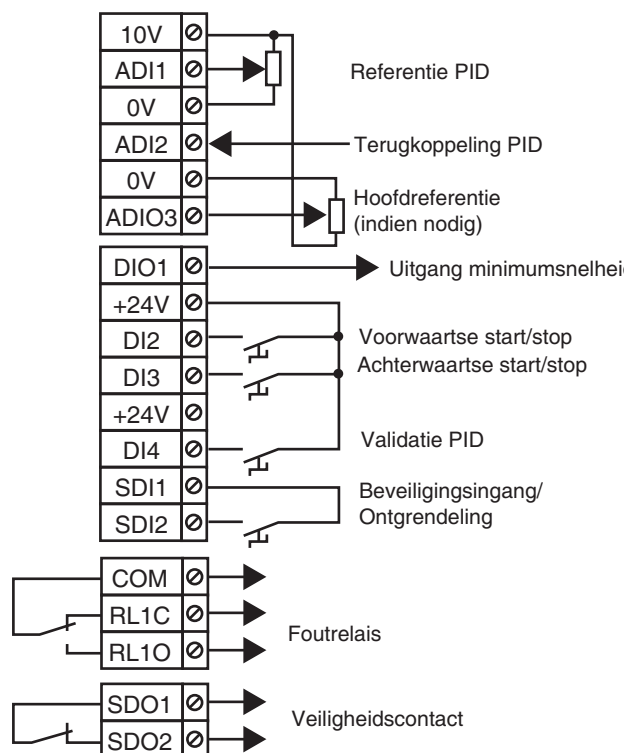 10V
ADI1
Referentie PID
0V
ADI2
Terugkoppeling PID
0V
Hoofdreferentie
(indien nodig)
ADIO3
DIO1
Uitgang minimumsnelheid
+24V
DI2
Voorwaartse start/stop
DI3
Achterwaartse start/stop
+24V
DI4
Validatie PID
SDI1
Beveiligingsingang/
Ontgrendeling
SDI2
COM
RL1C
Foutrelais
RL1O
SDO1
Veiligheidscontact
SDO2